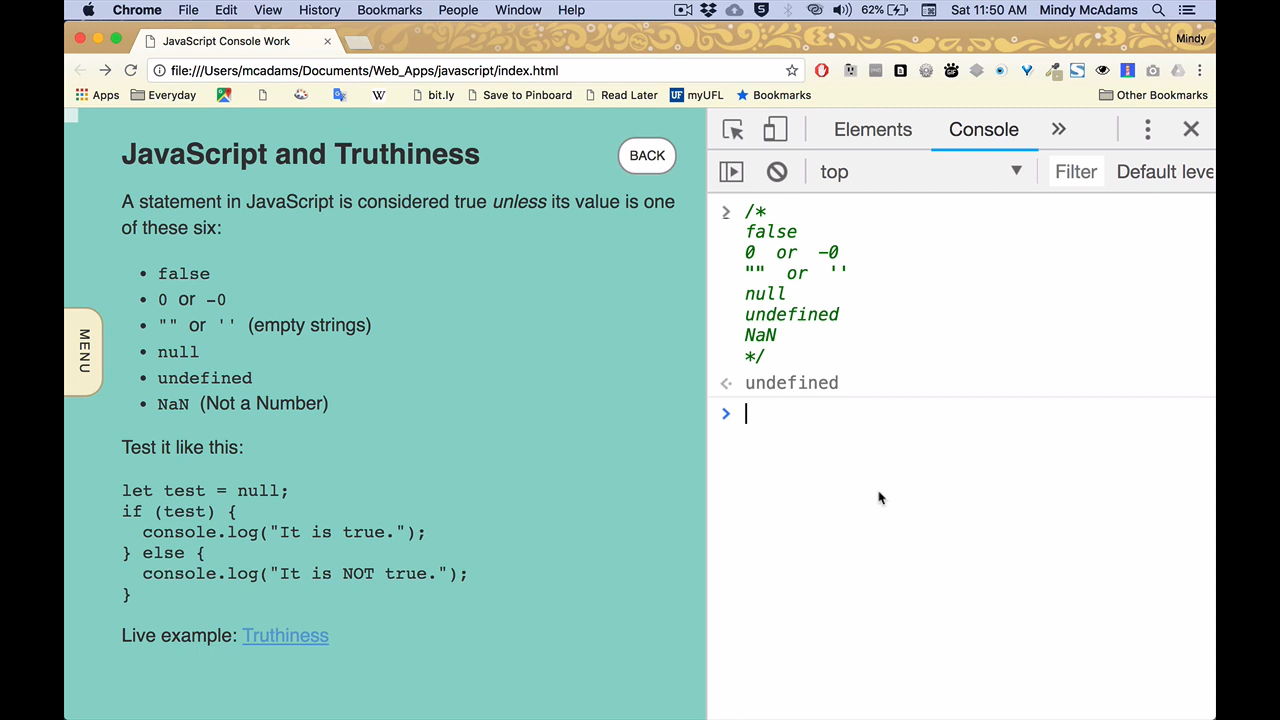 Chrome File Edit View History Bookmarks People Window Help 62% Sat 11:50 AM Mindy McAdams
JavaScript Console Work Mindy
file:///Users/mcadams/Documents/Web_Apps/javascript/index.html
Apps Everyday bit.ly Save to Pinboard Read Later UF myUFL Bookmarks Other Bookmarks
JavaScript and Truthiness
BACK
A statement in JavaScript is considered true unless its value is one
of these six:
• false
• 0 or -0
• "" or '' (empty strings)
• null
• undefined
• NaN (Not a Number)
MENU
Test it like this:
let test = null;
if (test) {
console.log("It is true.");
} else {
console.log("It is NOT true.");
}
Live example: Truthiness
Elements Console »
top Filter Default leve
> /*
false
0 or -0
"" or ''
null
undefined
NaN
*/
undefined
>